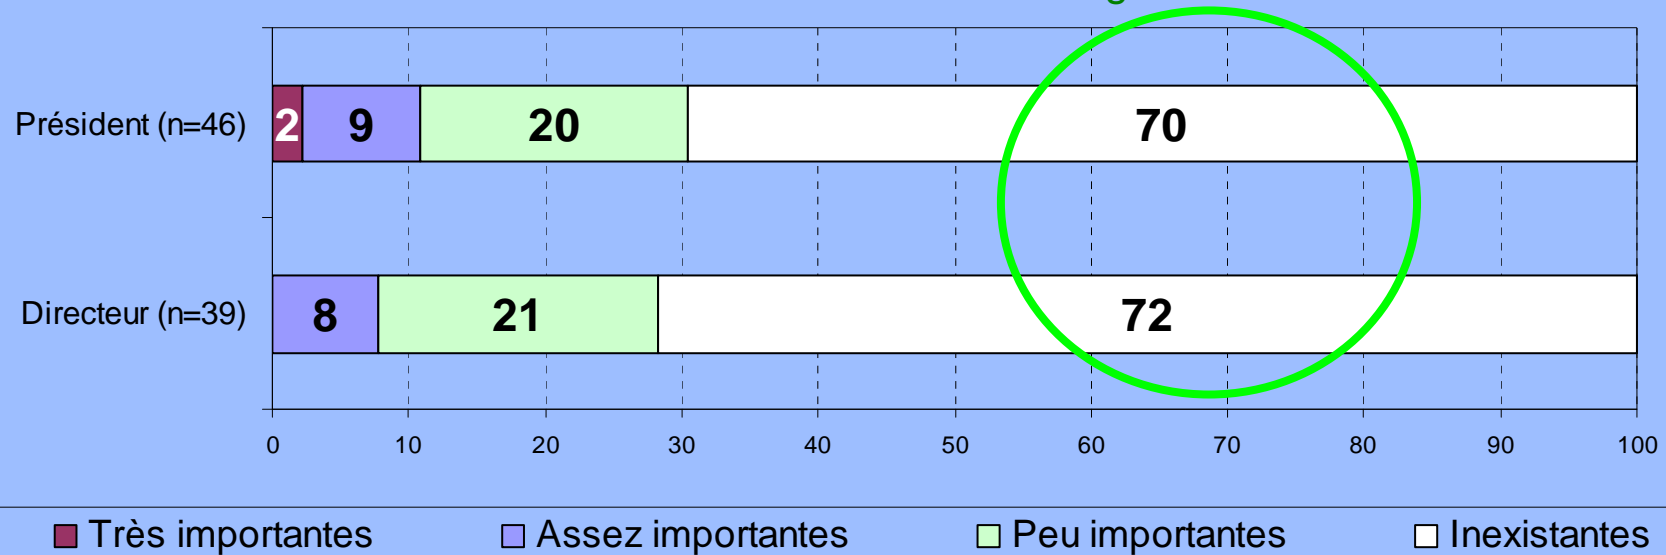 Président (n=46) 2 9 20 70
Directeur (n=39) 8 21 72
0 10 20 30 40 50 60 70 80 90 100
Très importantes Assez importantes Peu importantes Inexistantes